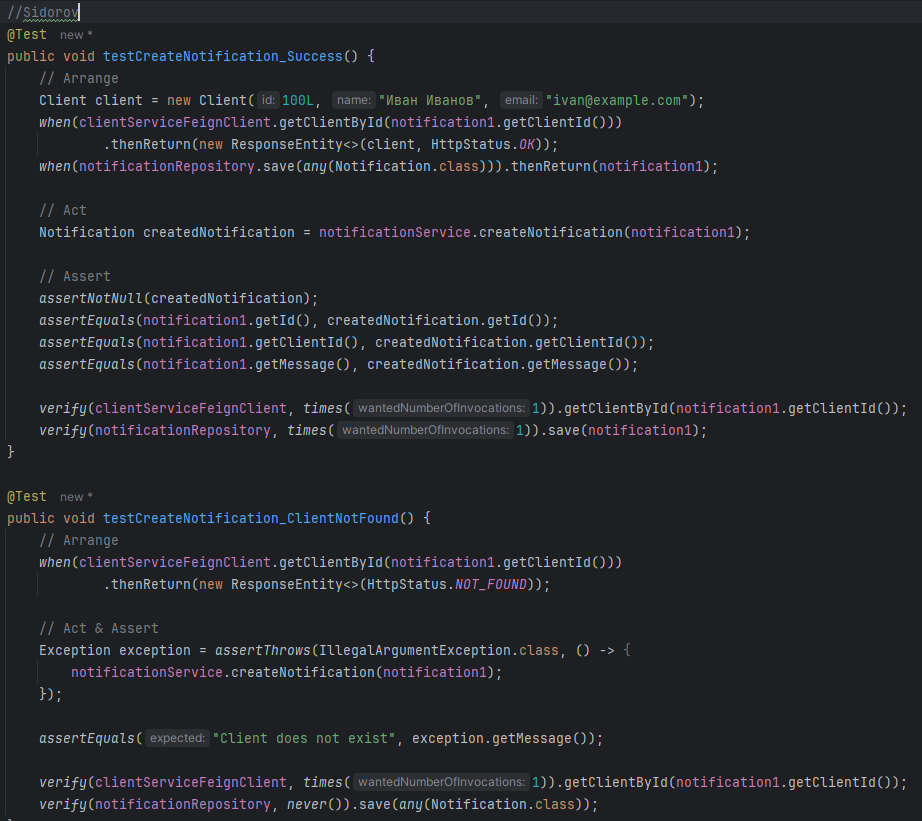 //Sidorov
@Test new *
public void testCreateNotification_Success() {
// Arrange
Client client = new Client( id: 100L, name: "Иван Иванов", email: "ivan@example.com");
when(clientServiceFeignClient.getClientById(notification1.getClientId()))
.thenReturn(new ResponseEntity<>(client, HttpStatus.OK));
when(notificationRepository.save(any(Notification.class))).thenReturn(notification1);
// Act
Notification createdNotification = notificationService.createNotification(notification1);
// Assert
assertNotNull(createdNotification);
assertEquals(notification1.getId(), createdNotification.getId());
assertEquals(notification1.getClientId(), createdNotification.getClientId());
assertEquals(notification1.getMessage(), createdNotification.getMessage());
verify(clientServiceFeignClient, times( wantedNumberOfInvocations: 1)).getClientById(notification1.getClientId());
verify(notificationRepository, times( wantedNumberOfInvocations: 1)).save(notification1);
}
@Test new *
public void testCreateNotification_ClientNotFound() {
// Arrange
when(clientServiceFeignClient.getClientById(notification1.getClientId()))
.thenReturn(new ResponseEntity<>(HttpStatus.NOT_FOUND));
// Act & Assert
Exception exception = assertThrows(IllegalArgumentException.class, () -> {
notificationService.createNotification(notification1);
});
assertEquals( expected: "Client does not exist", exception.getMessage());
verify(clientServiceFeignClient, times( wantedNumberOfInvocations: 1)).getClientById(notification1.getClientId());
verify(notificationRepository, never()).save(any(Notification.class));